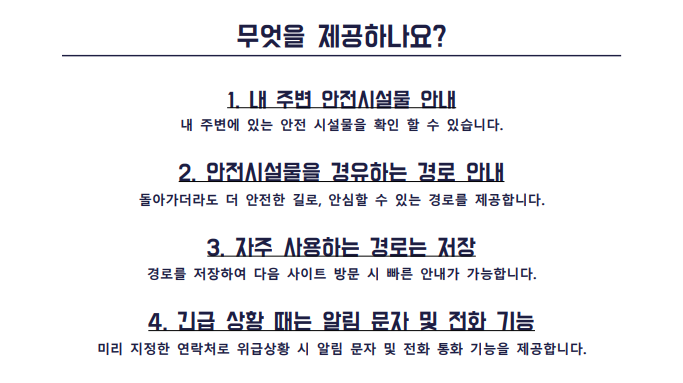 무엇을 제공하나요?
1. 내 주변 안전시설물 안내
내 주변에 있는 안전 시설물을 확인 할 수 있습니다.
2. 안전시설물을 경유하는 경로 안내
돌아가더라도 더 안전한 길로, 안심할 수 있는 경로를 제공합니다.
3. 자주 사용하는 경로는 저장
경로를 저장하여 다음 사이트 방문 시 빠른 안내가 가능합니다.
4. 긴급 상황 때는 알림 문자 및 전화 기능
미리 지정한 연락처로 위급상황 시 알림 문자 및 전화 통화 기능을 제공합니다.